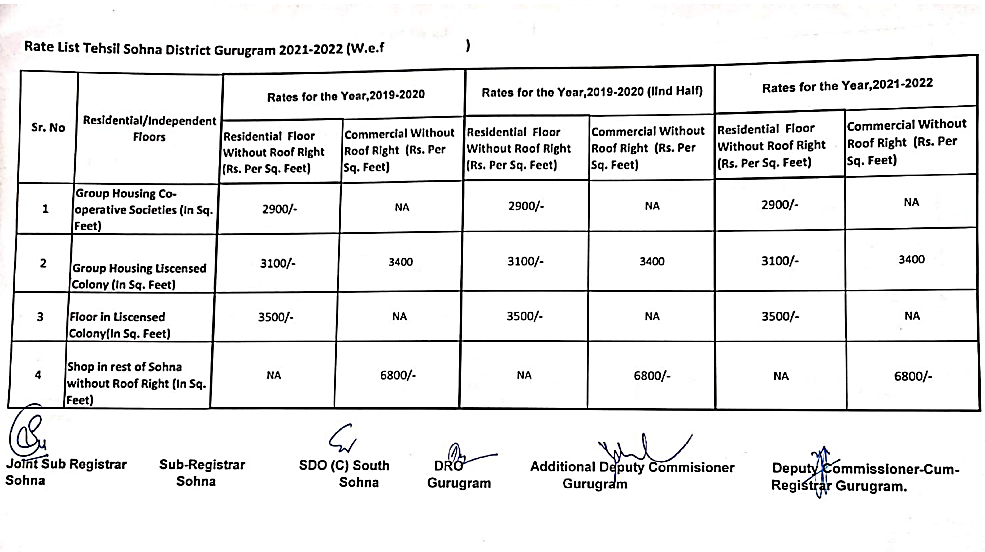 Rate List Tehsil Sohna District Gurugram 2021-2022 (W.e.f )
Sr. No
Residential/Independent
Floors
Rates for the Year,2019-2020
Rates for the Year,2019-2020 (IInd Half)
Rates for the Year,2021-2022
Residential Floor
Without Roof Right
(Rs. Per Sq. Feet)
Commercial Without
Roof Right (Rs. Per
Sq. Feet)
Residential Floor
Without Roof Right
(Rs. Per Sq. Feet)
Commercial Without
Roof Right (Rs. Per
Sq. Feet)
Residential Floor
Without Roof Right
(Rs. Per Sq. Feet)
Commercial Without
Roof Right (Rs. Per
Sq. Feet)
1
Group Housing Co-
operative Societies (In Sq.
Feet)
2900/-
NA
2900/-
NA
2900/-
NA
2
Group Housing Liscensed
Colony (In Sq. Feet)
3100/-
3400
3100/-
3400
3100/-
3400
3
Floor in Liscensed
Colony(In Sq. Feet)
3500/-
NA
3500/-
NA
3500/-
NA
4
Shop in rest of Sohna
without Roof Right (In Sq.
Feet)
NA
6800/-
NA
6800/-
NA
6800/-
Joint Sub Registrar
Sohna
Sub-Registrar
Sohna
SDO (C) South
Sohna
DRO
Gurugram
Additional Deputy Commisioner
Gurugram
Deputy Commissioner-Cum-
Registrar Gurugram.